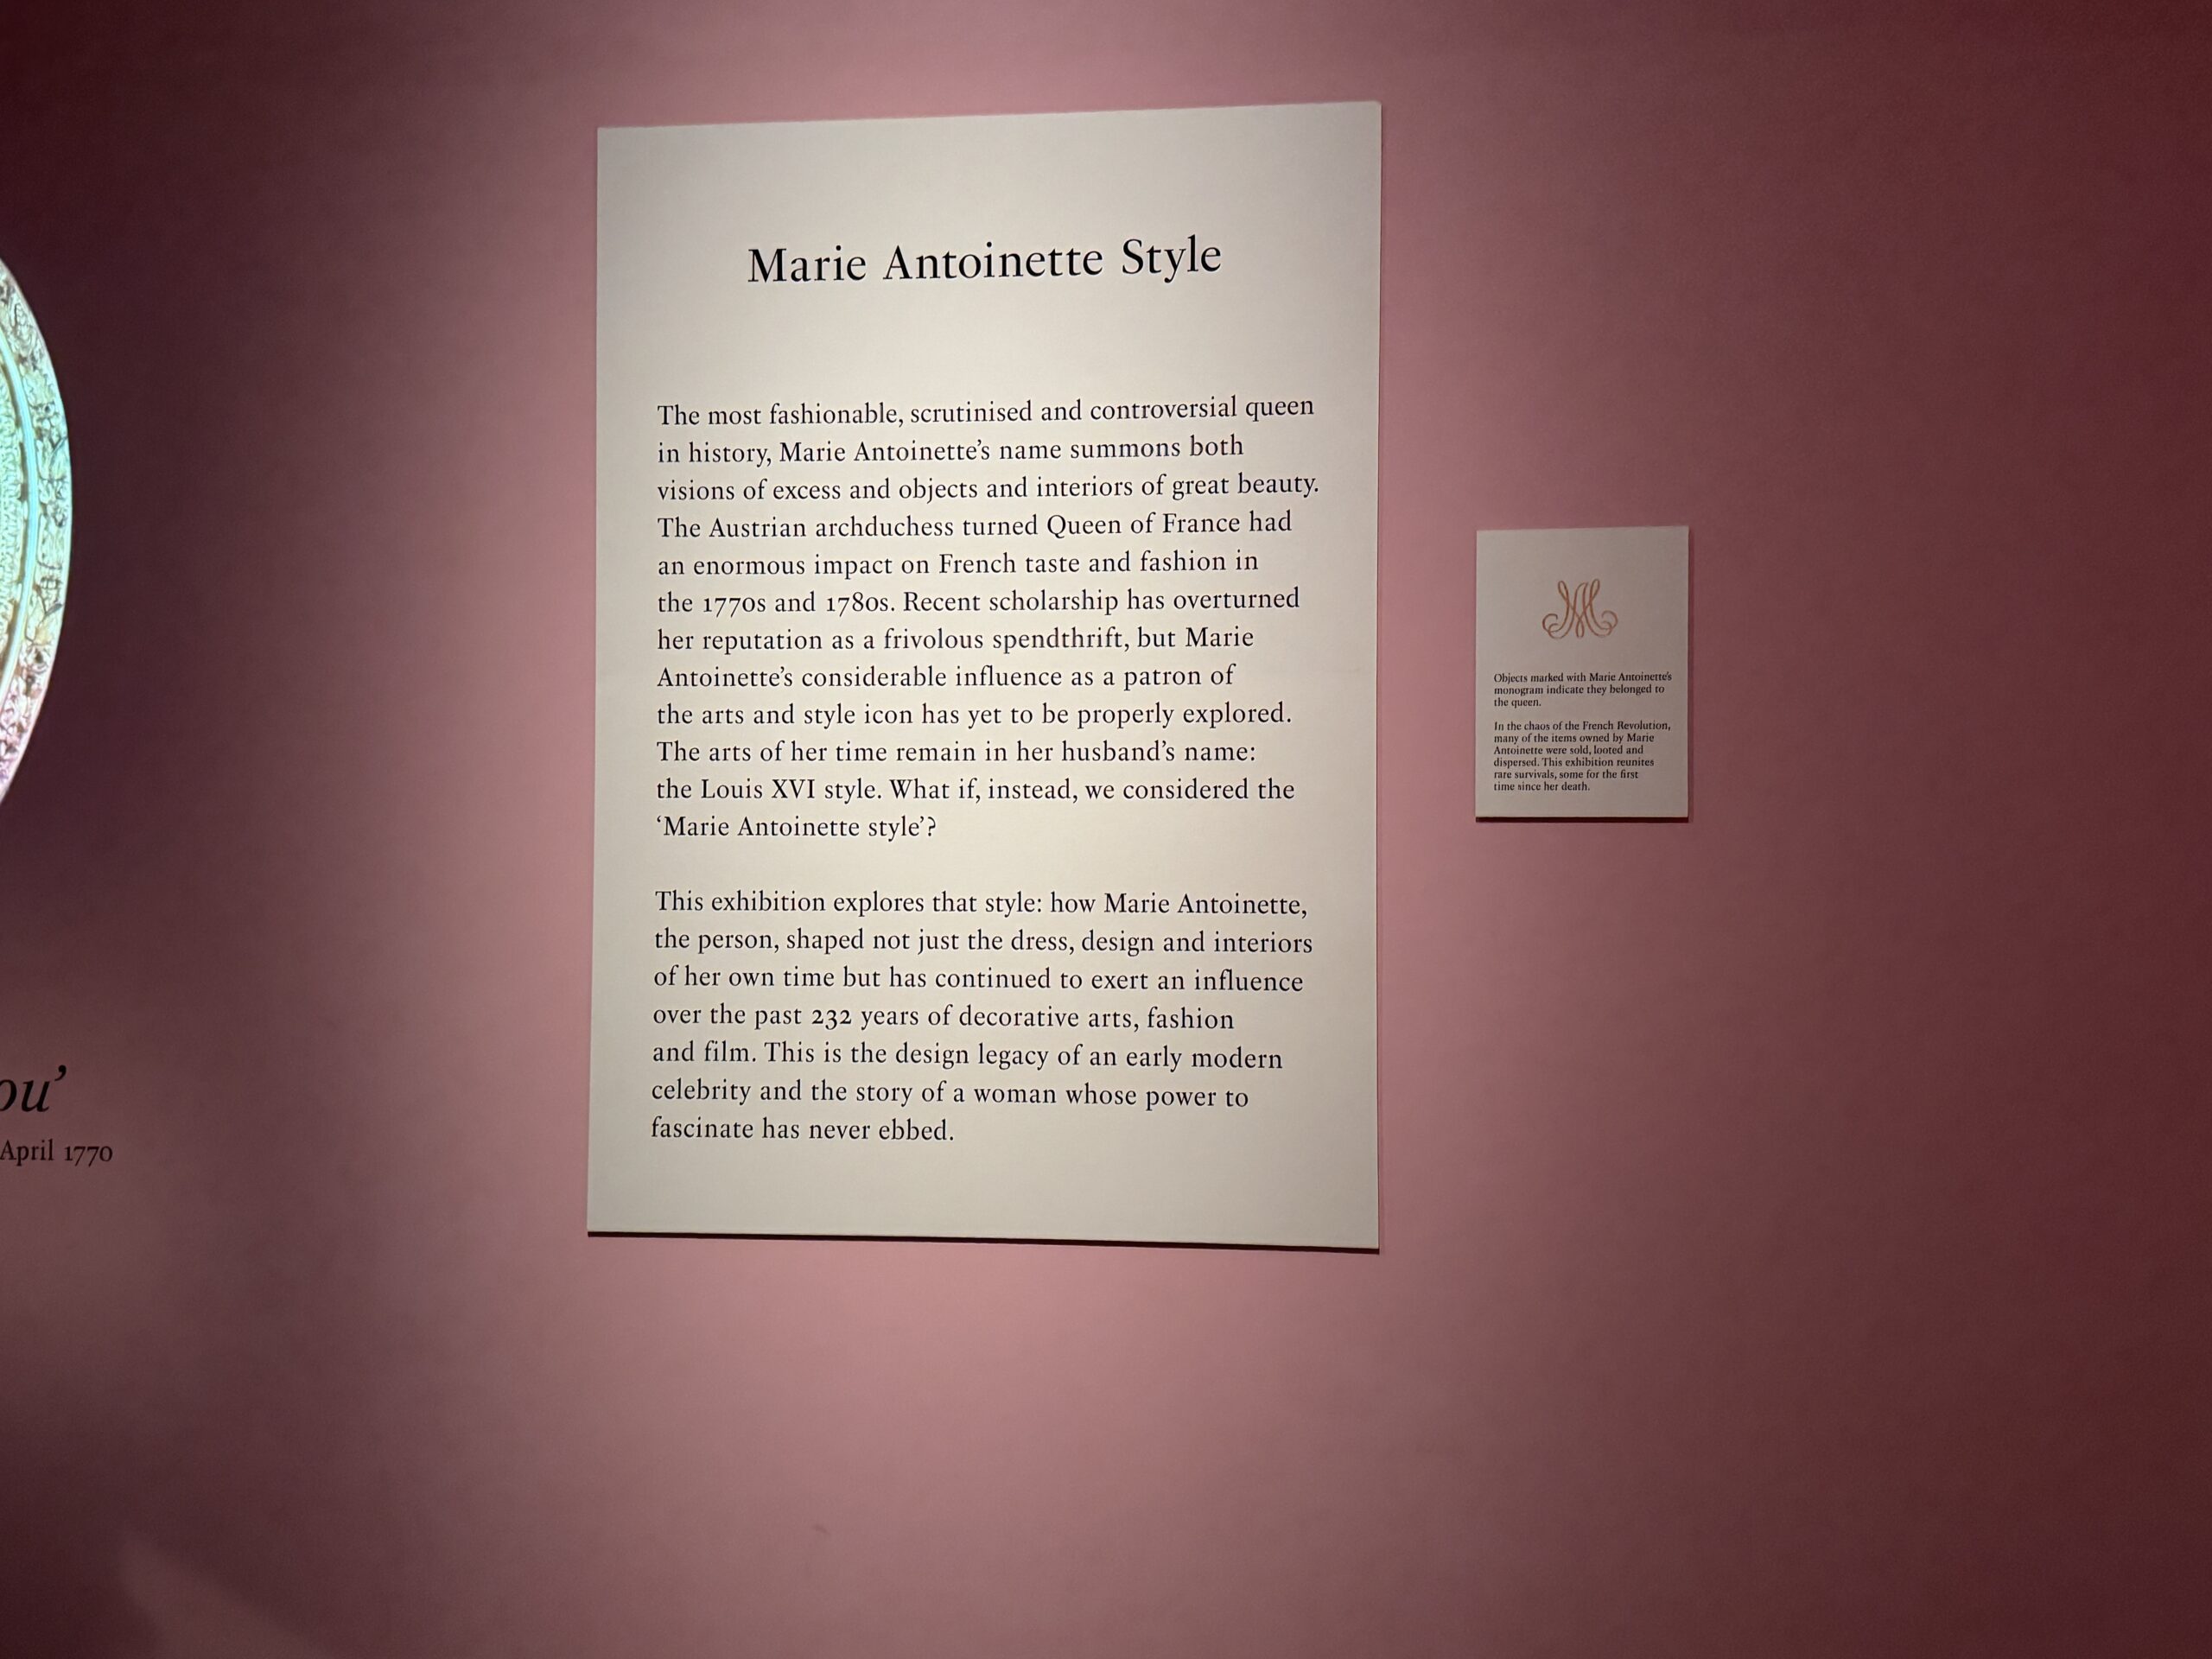 Marie Antoinette Style
The most fashionable, scrutinised and controversial queen
in history, Marie Antoinette’s name summons both
visions of excess and objects and interiors of great beauty.
The Austrian archduchess turned Queen of France had
an enormous impact on French taste and fashion in
the 1770s and 1780s. Recent scholarship has overturned
her reputation as a frivolous spendthrift, but Marie
Antoinette’s considerable influence as a patron of
the arts and style icon has yet to be properly explored.
The arts of her time remain in her husband’s name:
the Louis XVI style. What if, instead, we considered the
‘Marie Antoinette style’?
This exhibition explores that style: how Marie Antoinette,
the person, shaped not just the dress, design and interiors
of her own time but has continued to exert an influence
over the past 232 years of decorative arts, fashion
and film. This is the design legacy of an early modern
celebrity and the story of a woman whose power to
fascinate has never ebbed.
Objects marked with Marie Antoinette’s
monogram indicate they belonged to
the queen.
In the chaos of the French Revolution,
many of the items owned by Marie
Antoinette were sold, looted and
dispersed. This exhibition reunites
rare survivals, some for the first
time since her death.
April 1770